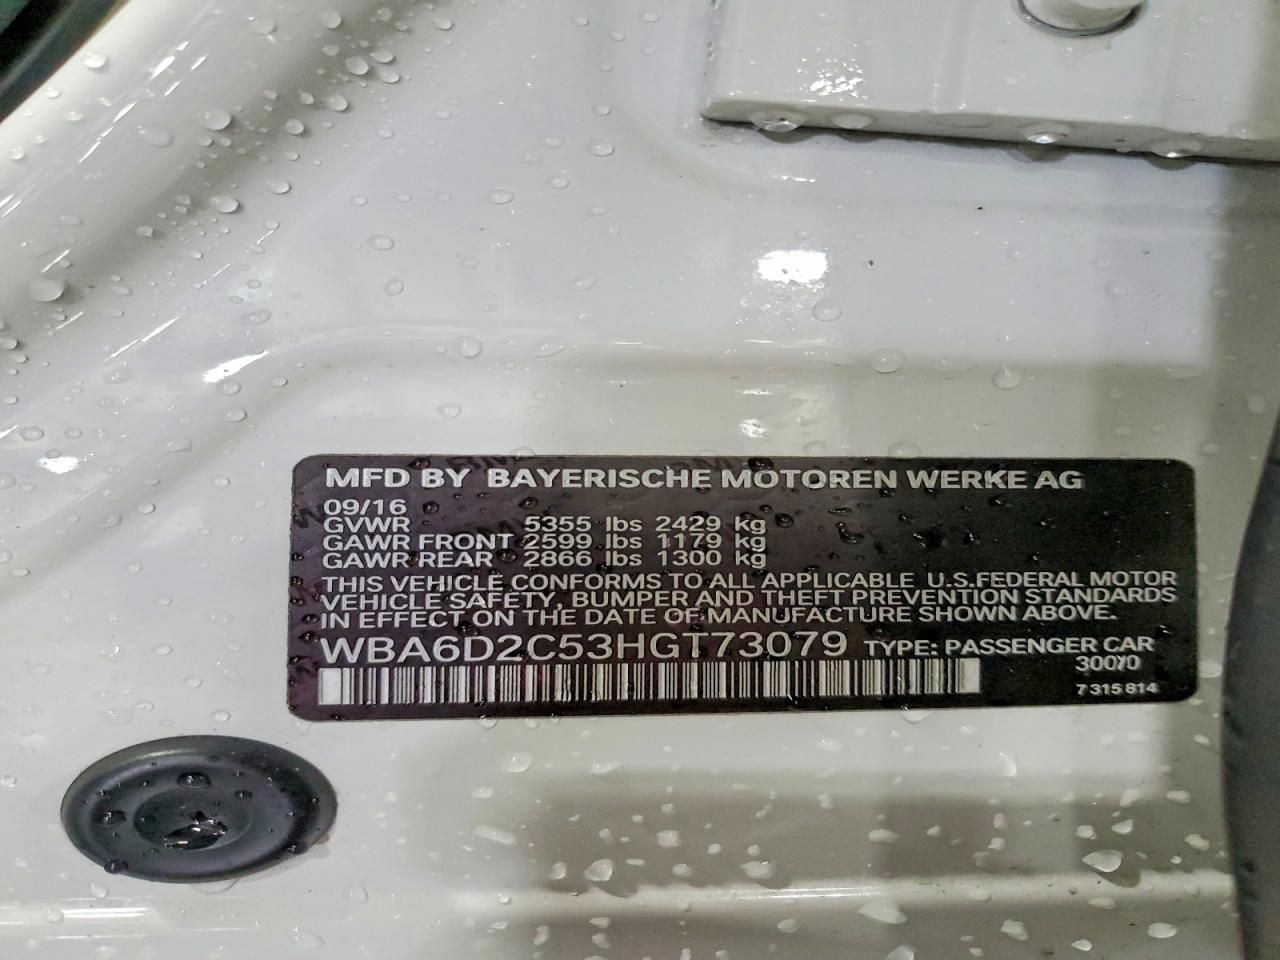 MFD BY BAYERISCHE MOTOREN WERKE AG
09/16
GVWR 5355 lbs 2429 kg
GAWR FRONT 2599 lbs 1179 kg
GAWR REAR 2866 lbs 1300 kg
THIS VEHICLE CONFORMS TO ALL APPLICABLE U.S.FEDERAL MOTOR
VEHICLE SAFETY, BUMPER AND THEFT PREVENTION STANDARDS
IN EFFECT ON THE DATE OF MANUFACTURE SHOWN ABOVE.
WBA6D2C53HGT73079 TYPE: PASSENGER CAR
7 315 814